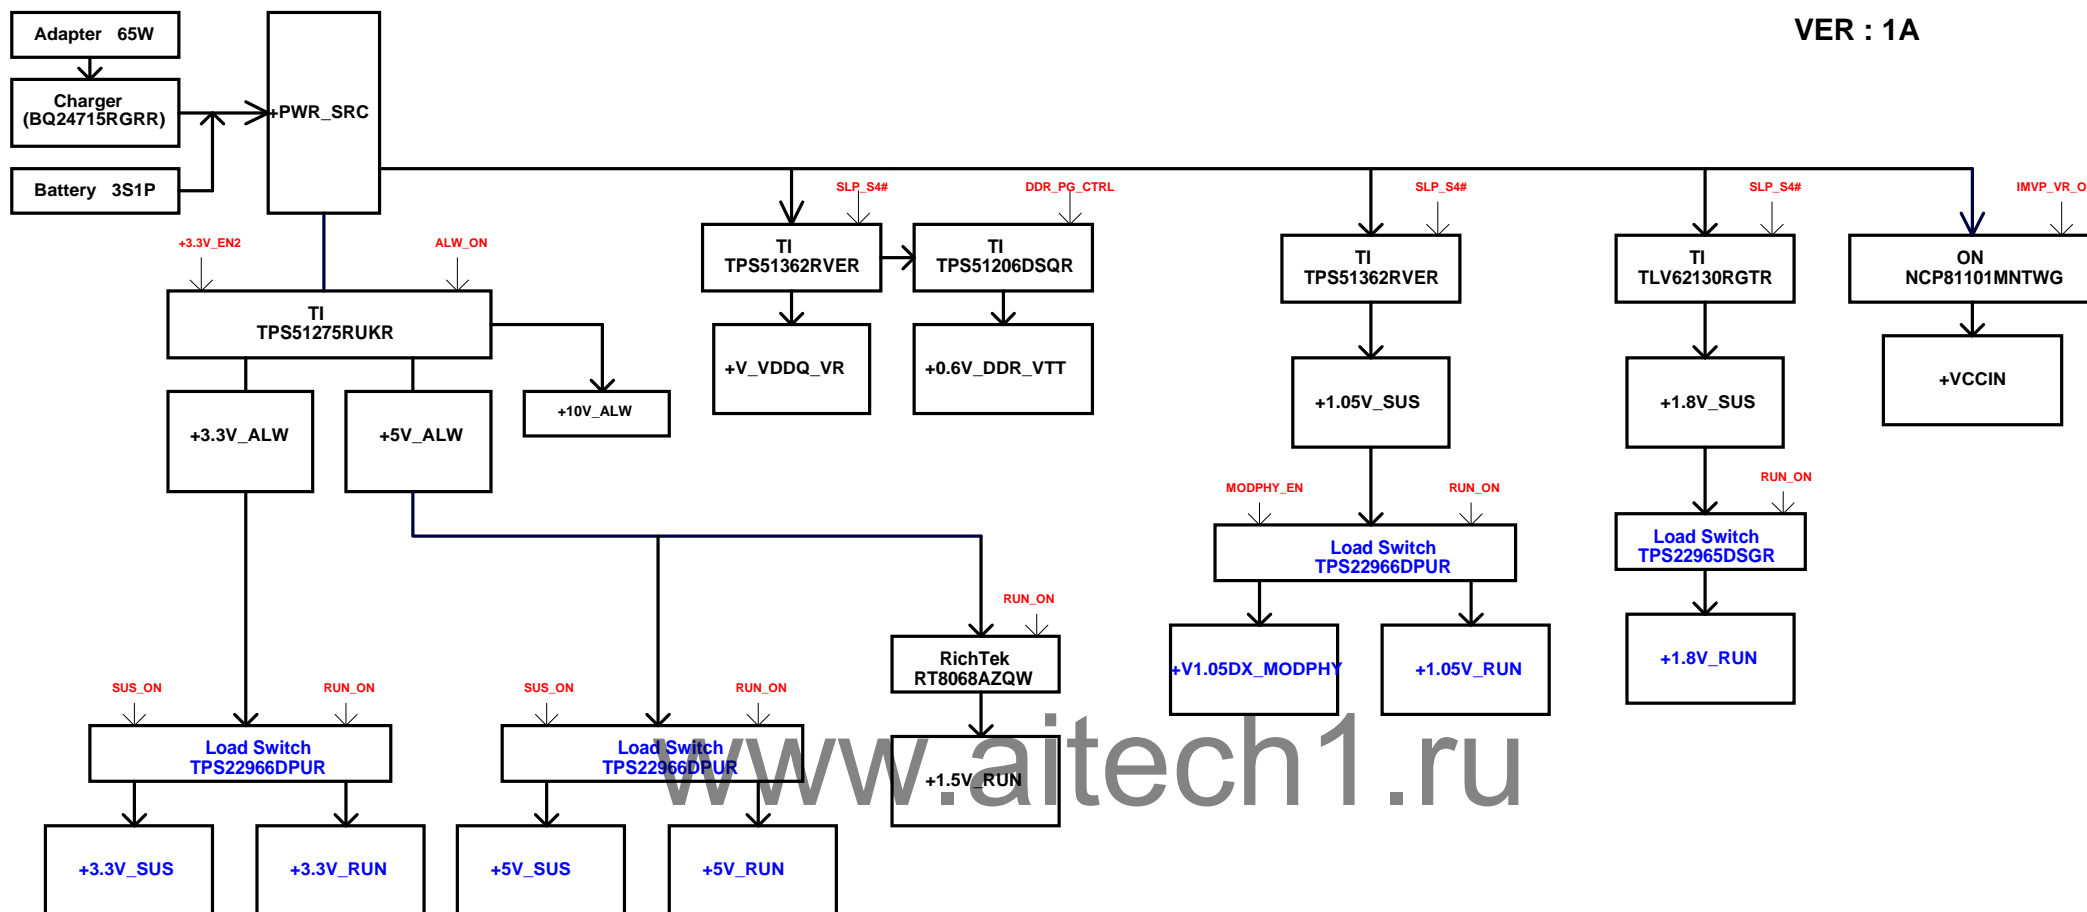 VER : 1A
Adapter 65W
Charger
(BQ24715RGRR)
Battery 3S1P
+PWR_SRC
SLP_S4#
DDR_PG_CTRL
SLP_S4#
SLP_S4#
IMVP_VR_O
+3.3V_EN2
ALW_ON
TI
TPS51362RVER
TI
TPS51206DSQR
TI
TPS51362RVER
TI
TLV62130RGTR
ON
NCP81101MNTWG
TI
TPS51275RUKR
+V_VDDQ_VR
+0.6V_DDR_VTT
+1.05V_SUS
+1.8V_SUS
+VCCIN
+3.3V_ALW
+5V_ALW
+10V_ALW
MODPHY_EN
RUN_ON
RUN_ON
Load Switch
TPS22966DPUR
Load Switch
TPS22965DSGR
RUN_ON
RichTek
RT8068AZQW
+V1.05DX_MODPHY
+1.05V_RUN
+1.8V_RUN
SUS_ON
RUN_ON
SUS_ON
RUN_ON
Load Switch
TPS22966DPUR
Load Switch
TPS22966DPUR
+1.5V_RUN
www.aitech1.ru
+3.3V_SUS
+3.3V_RUN
+5V_SUS
+5V_RUN